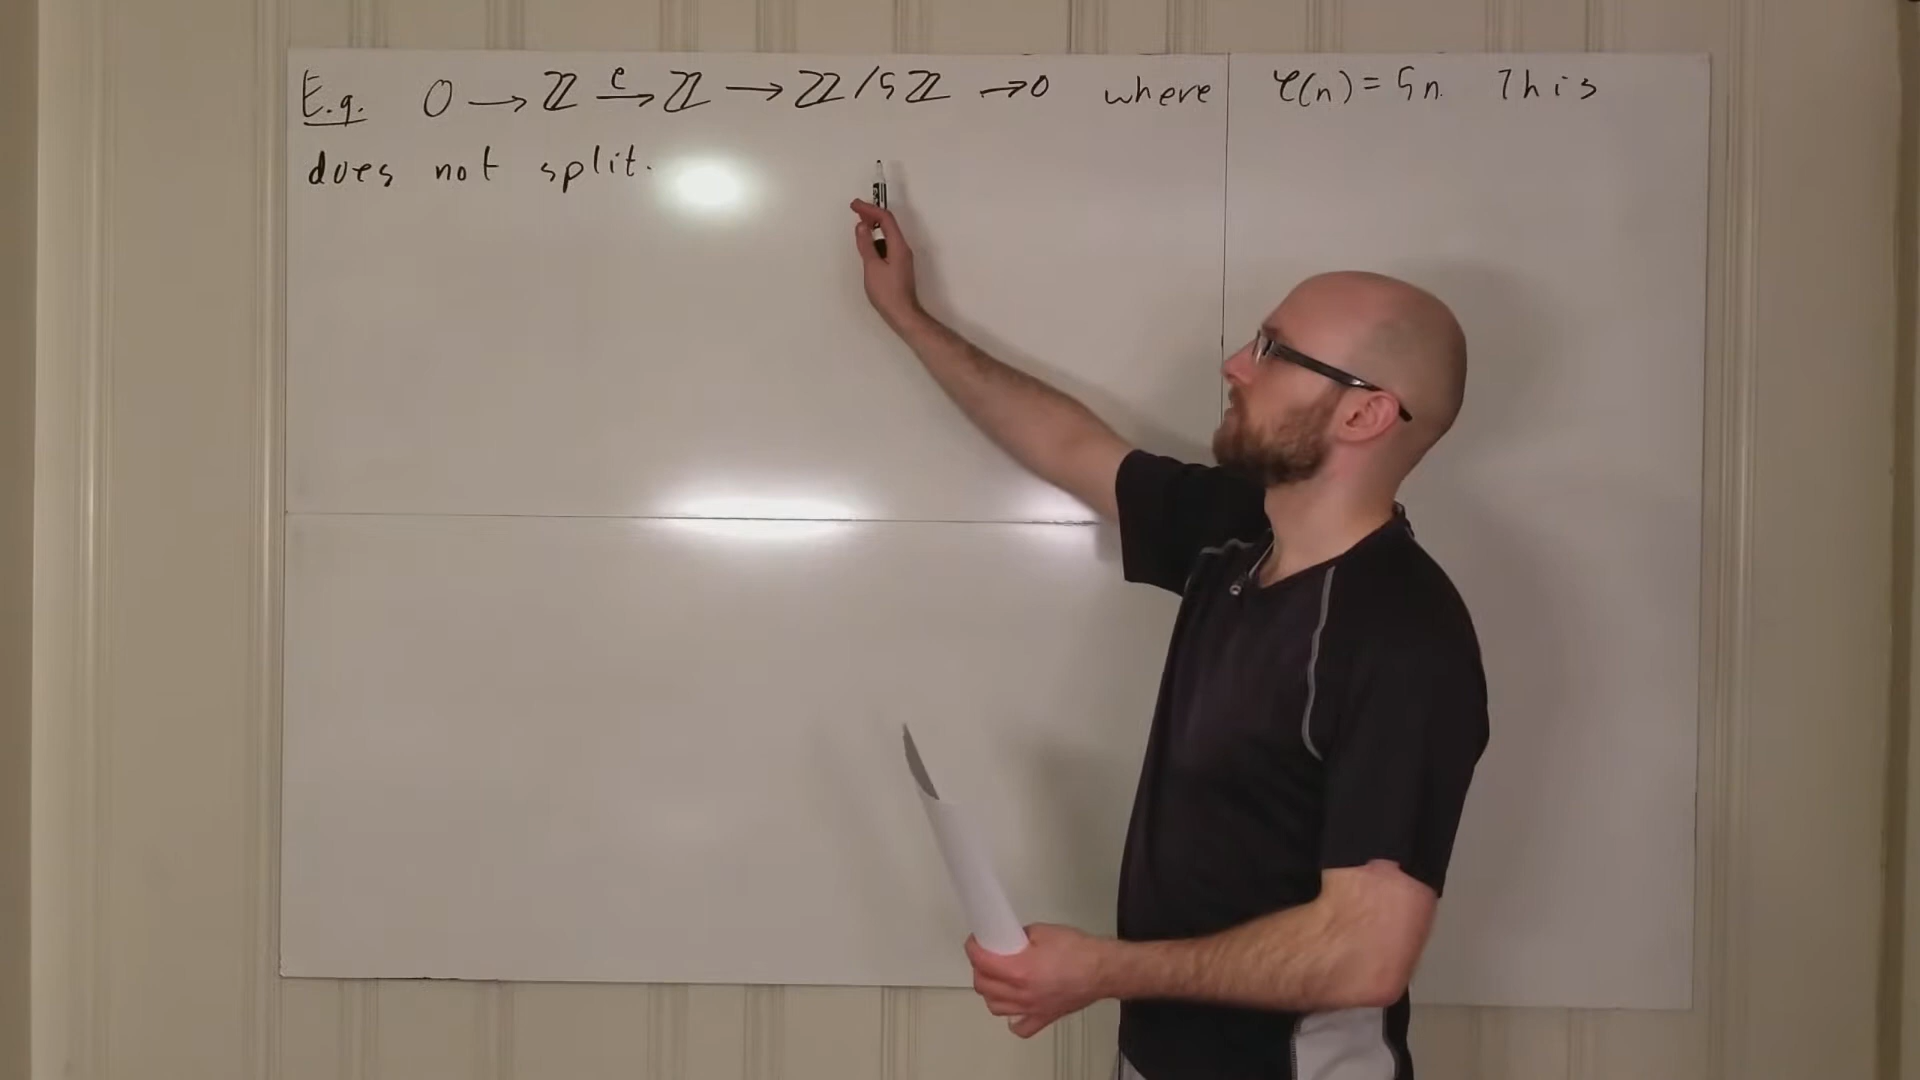 E.g. 0 → ℤ —φ→ ℤ → ℤ/5ℤ → 0 where φ(n) = 5n. This
does not split.